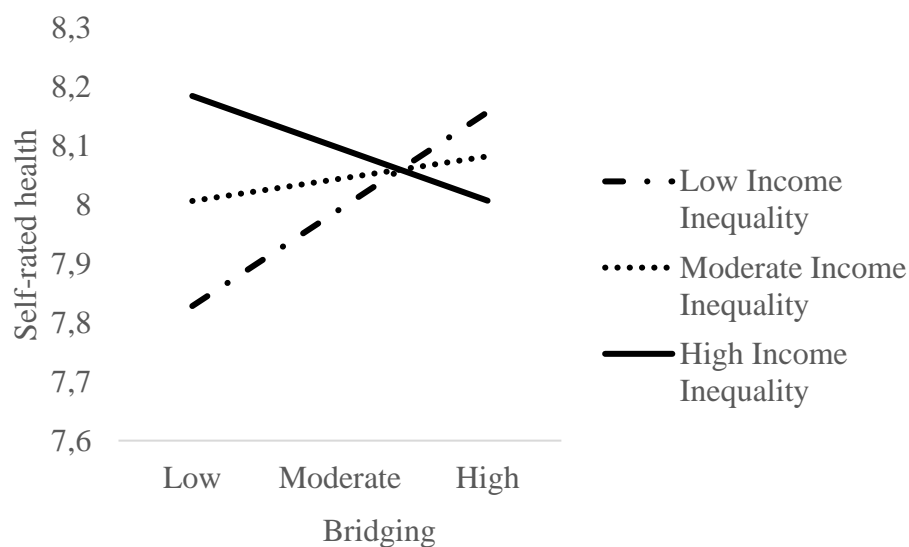 8,3
8,2
8,1
8
7,9
7,8
7,7
7,6
Self-rated health
Low Moderate High
Bridging
Low Income
Inequality
Moderate Income
Inequality
High Income
Inequality